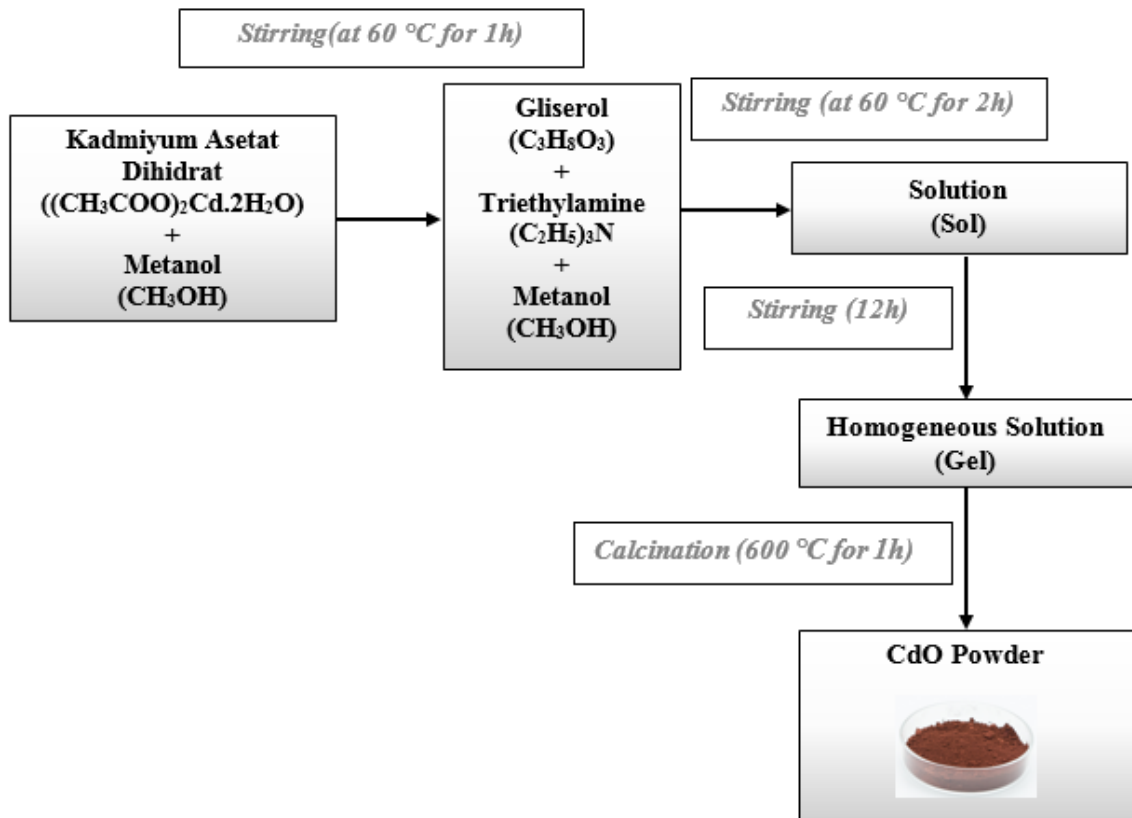 Stirring(at 60 °C for 1h)
Kadmiyum Asetat
Dihidrat
((CH₃COO)₂Cd.2H₂O)
+
Metanol
(CH₃OH)
Gliserol
(C₃H₈O₃)
+
Triethylamine
(C₂H₅)₃N
+
Metanol
(CH₃OH)
Stirring (at 60 °C for 2h)
Solution
(Sol)
Stirring (12h)
Homogeneous Solution
(Gel)
Calcination (600 °C for 1h)
CdO Powder